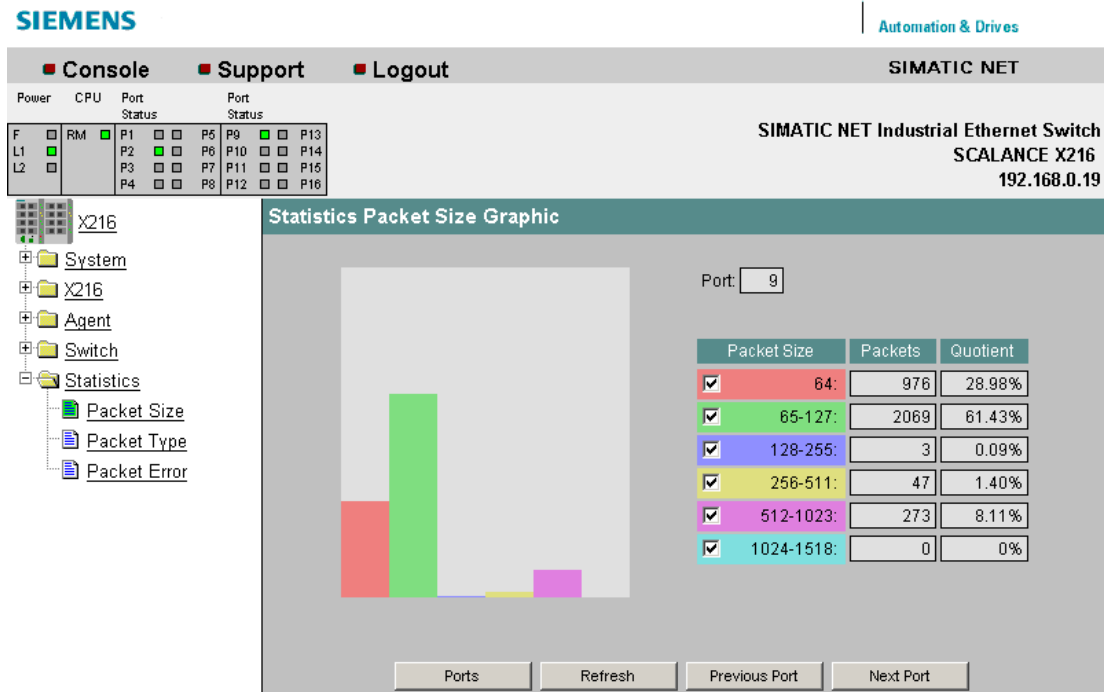 SIEMENS
Automation & Drives
Console Support Logout SIMATIC NET
Power CPU Port Status Port Status
F RM P1 P5 P9 P13
L1 P2 P6 P10 P14
L2 P3 P7 P11 P15
P4 P8 P12 P16
SIMATIC NET Industrial Ethernet Switch
SCALANCE X216
192.168.0.19
X216
System
X216
Agent
Switch
Statistics
Packet Size
Packet Type
Packet Error
Statistics Packet Size Graphic
Port: 9
Packet Size Packets Quotient
64: 976 28.98%
65-127: 2069 61.43%
128-255: 3 0.09%
256-511: 47 1.40%
512-1023: 273 8.11%
1024-1518: 0 0%
Ports Refresh Previous Port Next Port